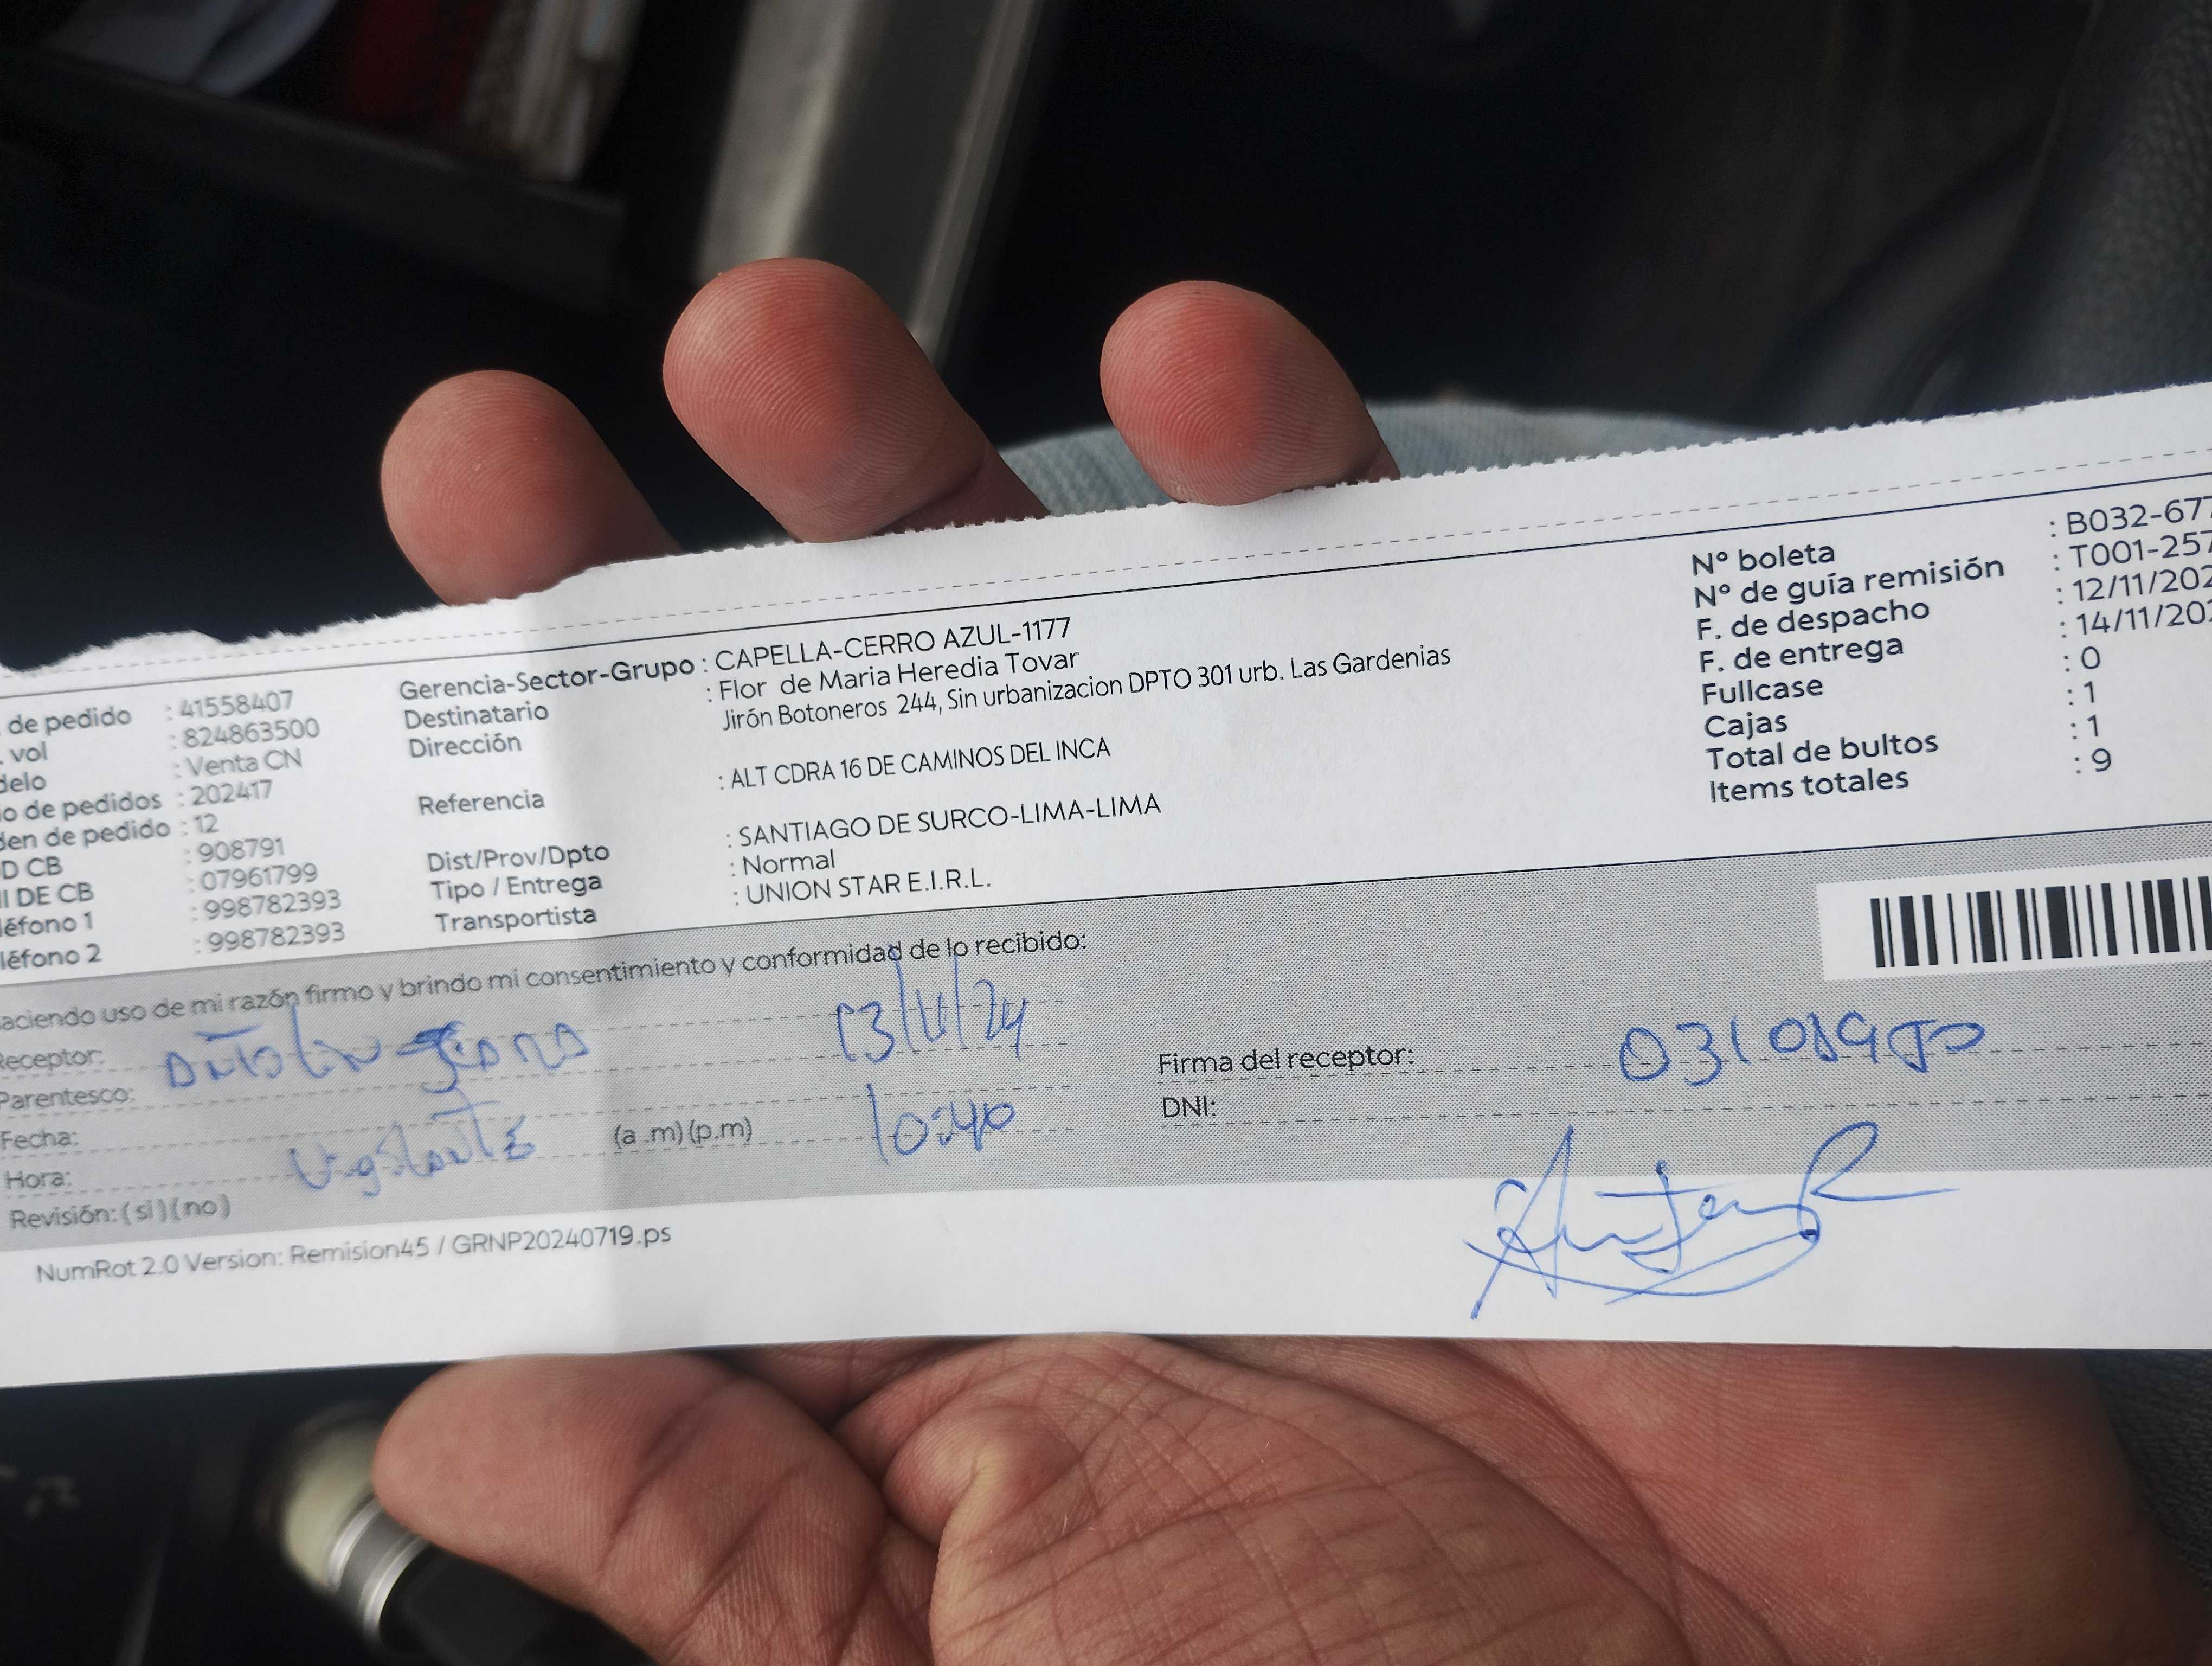 de pedido : 41558407
vol : 824863500
delo : Venta CN
o de pedidos : 202417
den de pedido : 12
D CB : 908791
I DE CB : 07961799
léfono 1 : 998782393
léfono 2 : 998782393
Gerencia-Sector-Grupo : CAPELLA-CERRO AZUL-1177
Destinatario : Flor de Maria Heredia Tovar
Dirección Jirón Botoneros 244, Sin urbanizacion DPTO 301 urb. Las Gardenias
Referencia : ALT CDRA 16 DE CAMINOS DEL INCA
Dist/Prov/Dpto : SANTIAGO DE SURCO-LIMA-LIMA
Tipo / Entrega : Normal
Transportista : UNION STAR E.I.R.L.
N° boleta : B032-677
N° de guía remisión : T001-257
F. de despacho : 12/11/202
F. de entrega : 14/11/202
Fullcase : 0
Cajas : 1
Total de bultos : 1
Items totales : 9
aciendo uso de mi razón firmo y brindo mi consentimiento y conformidad de lo recibido:
Receptor: 13/11/24
Parentesco:
Fecha:
Hora: Vigilante (a .m) (p.m) 10:40
Revisión: (si) (no)
Firma del receptor:
DNI:
NumRot 2.0 Version: Remision45 / GRNP20240719.ps